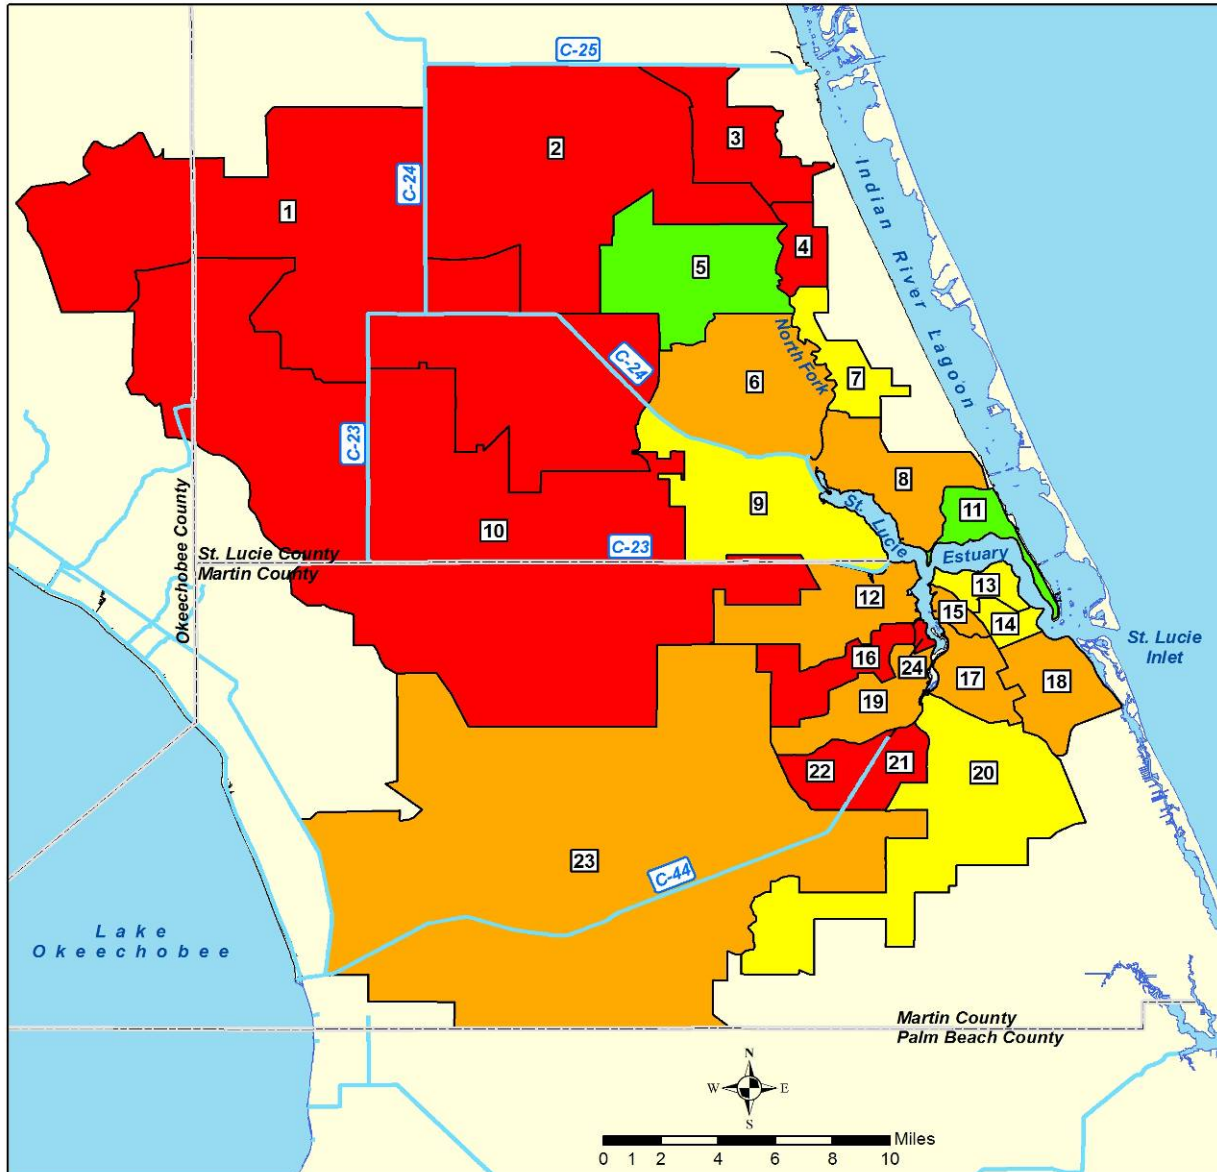 C-25
C-24
2
3
1
4
5
Indian River Lagoon
North Fork
C-24
6
7
C-23
8
9
10
11
St. Lucie
Estuary
C-23
Okeechobee County
St. Lucie County
Martin County
12
13
15
14
St. Lucie
Inlet
16
24
17
18
19
22
21
20
23
C-44
Lake
Okeechobee
Martin County
Palm Beach County
N
W
E
S
Miles
0 1 2 4 6 8 10